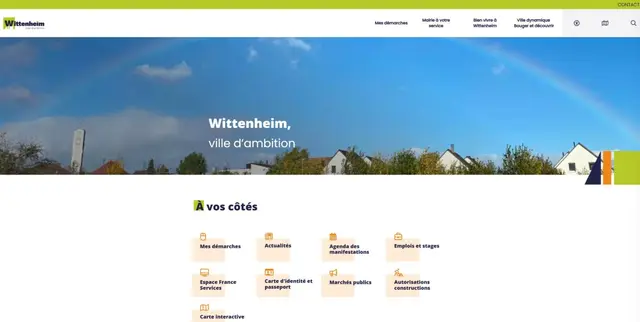 CONTACT
Wittenheim
Mes démarches
Mairie à votre
service
Bien vivre à
Wittenheim
Ville dynamique
Bouger et découvrir
Wittenheim,
ville d'ambition
À vos côtés
Mes démarches
Actualités
Agenda des
manifestations
Emplois et stages
Espace France
Services
Carte d'identité et
passeport
Marchés publics
Autorisations
constructions
Carte interactive